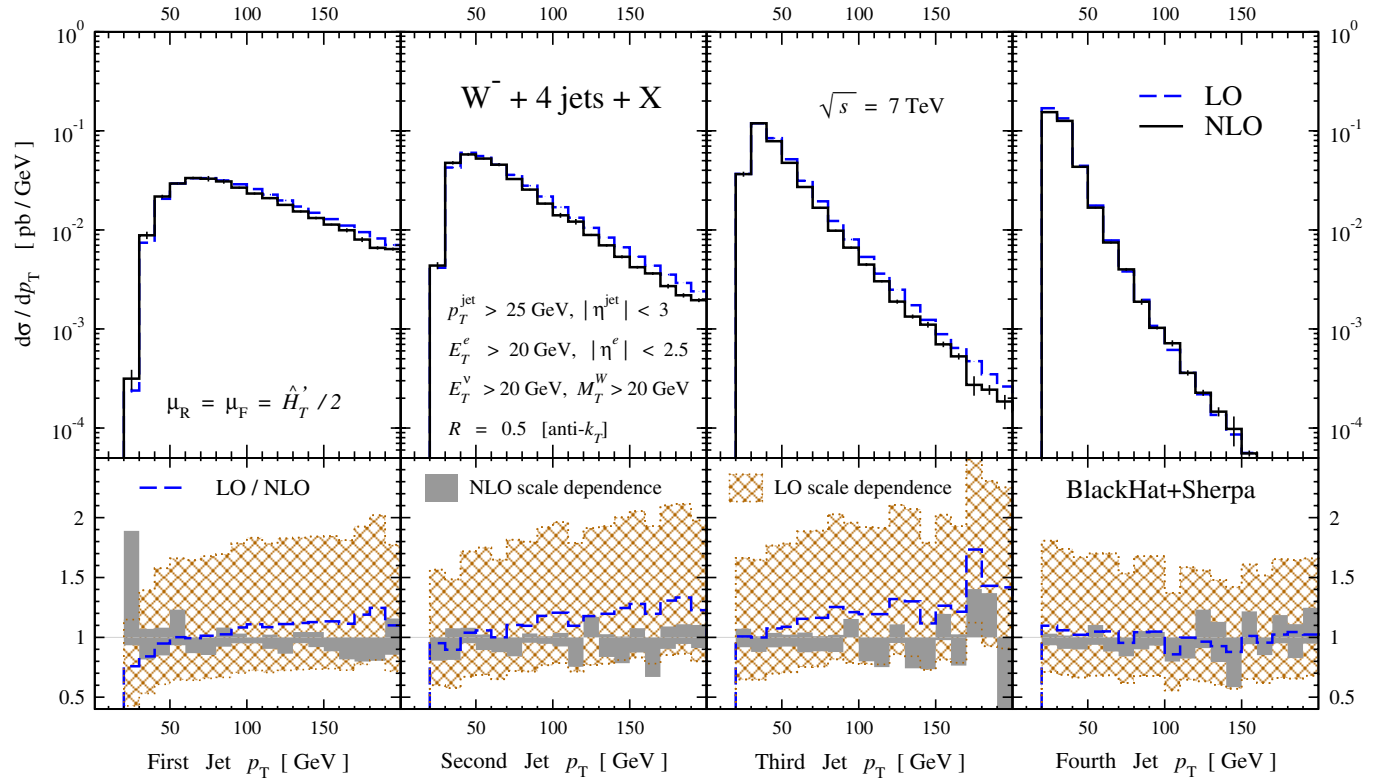 50 100 150 50 100 150 50 100 150 50 100 150
10^0 10^0
W^- + 4 jets + X
√s = 7 TeV
LO
NLO
10^-1 10^-1
dσ / dp_T [ pb / GeV ]
10^-2 10^-2
p_T^jet > 25 GeV, | η^jet | < 3
10^-3 10^-3
E_T^e > 20 GeV, | η^e | < 2.5
E_T^ν > 20 GeV, M_T^W > 20 GeV
μ_R = μ_F = Ĥ_T' / 2
R = 0.5 [anti-k_T]
10^-4 10^-4
LO / NLO
NLO scale dependence
LO scale dependence
BlackHat+Sherpa
2 2
1.5 1.5
1 1
0.5 0.5
50 100 150 50 100 150 50 100 150 50 100 150
First Jet p_T [ GeV ]
Second Jet p_T [ GeV ]
Third Jet p_T [ GeV ]
Fourth Jet p_T [ GeV ]